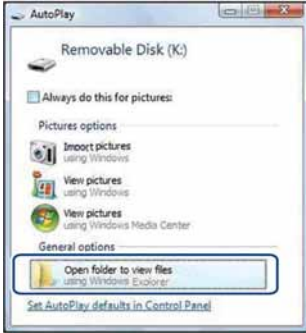 AutoPlay
Removable Disk (K:)
Always do this for pictures:
Pictures options
Import pictures
using Windows
View pictures
using Windows
View pictures
using Windows Media Center
General options
Open folder to view files
using Windows Explorer
Set AutoPlay defaults in Control Panel